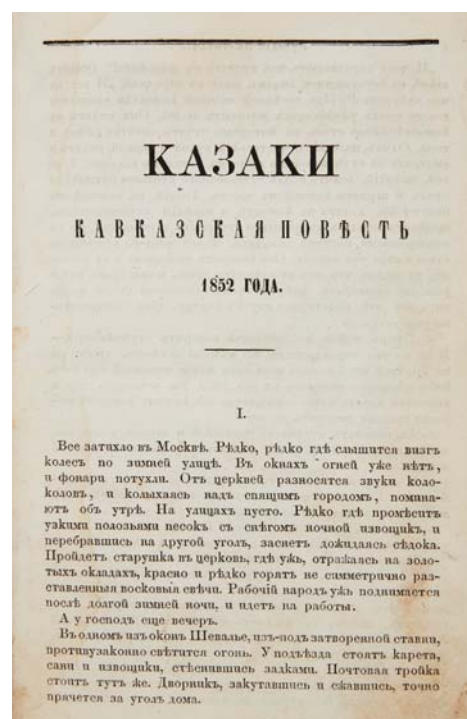 КАЗАКИ
КАВКАЗСКАЯ ПОВѢСТЬ
1852 ГОДА.
I.
Все затихло въ Москвѣ. Рѣдко, рѣдко гдѣ слышится визгъ
колесъ по зимней улицѣ. Въ окнахъ огней уже нѣтъ,
и фонари потухли. Отъ церквей разносятся звуки коло-
коловъ, и колыхаясь надъ спящимъ городомъ, помина-
ютъ объ утрѣ. На улицахъ пусто. Рѣдко гдѣ промѣситъ
узкими полозьями песокъ съ снѣгомъ ночной извощикъ, и
перебравшись на другой уголъ, заснетъ дожидаясь сѣдока.
Пройдетъ старушка въ церковь, гдѣ ужь, отражаясь на золо-
тыхъ окладахъ, красно и рѣдко горятъ не симметрично раз-
ставленныя восковыя свѣчи. Рабочій народъ ужь поднимается
послѣ долгой зимней ночи, и идетъ на работы.
А у господъ еще вечеръ.
Въ одномъ изъ оконъ Шевалье, изъ-подъ затворенной ставни,
противузаконно свѣтится огонь. У подъѣзда стоятъ карета,
сани и извощики, стѣснившись задками. Почтовая тройка
стоитъ тутъ же. Дворникъ, закутавшись и сжавшись, точно
прячется за уголъ дома.